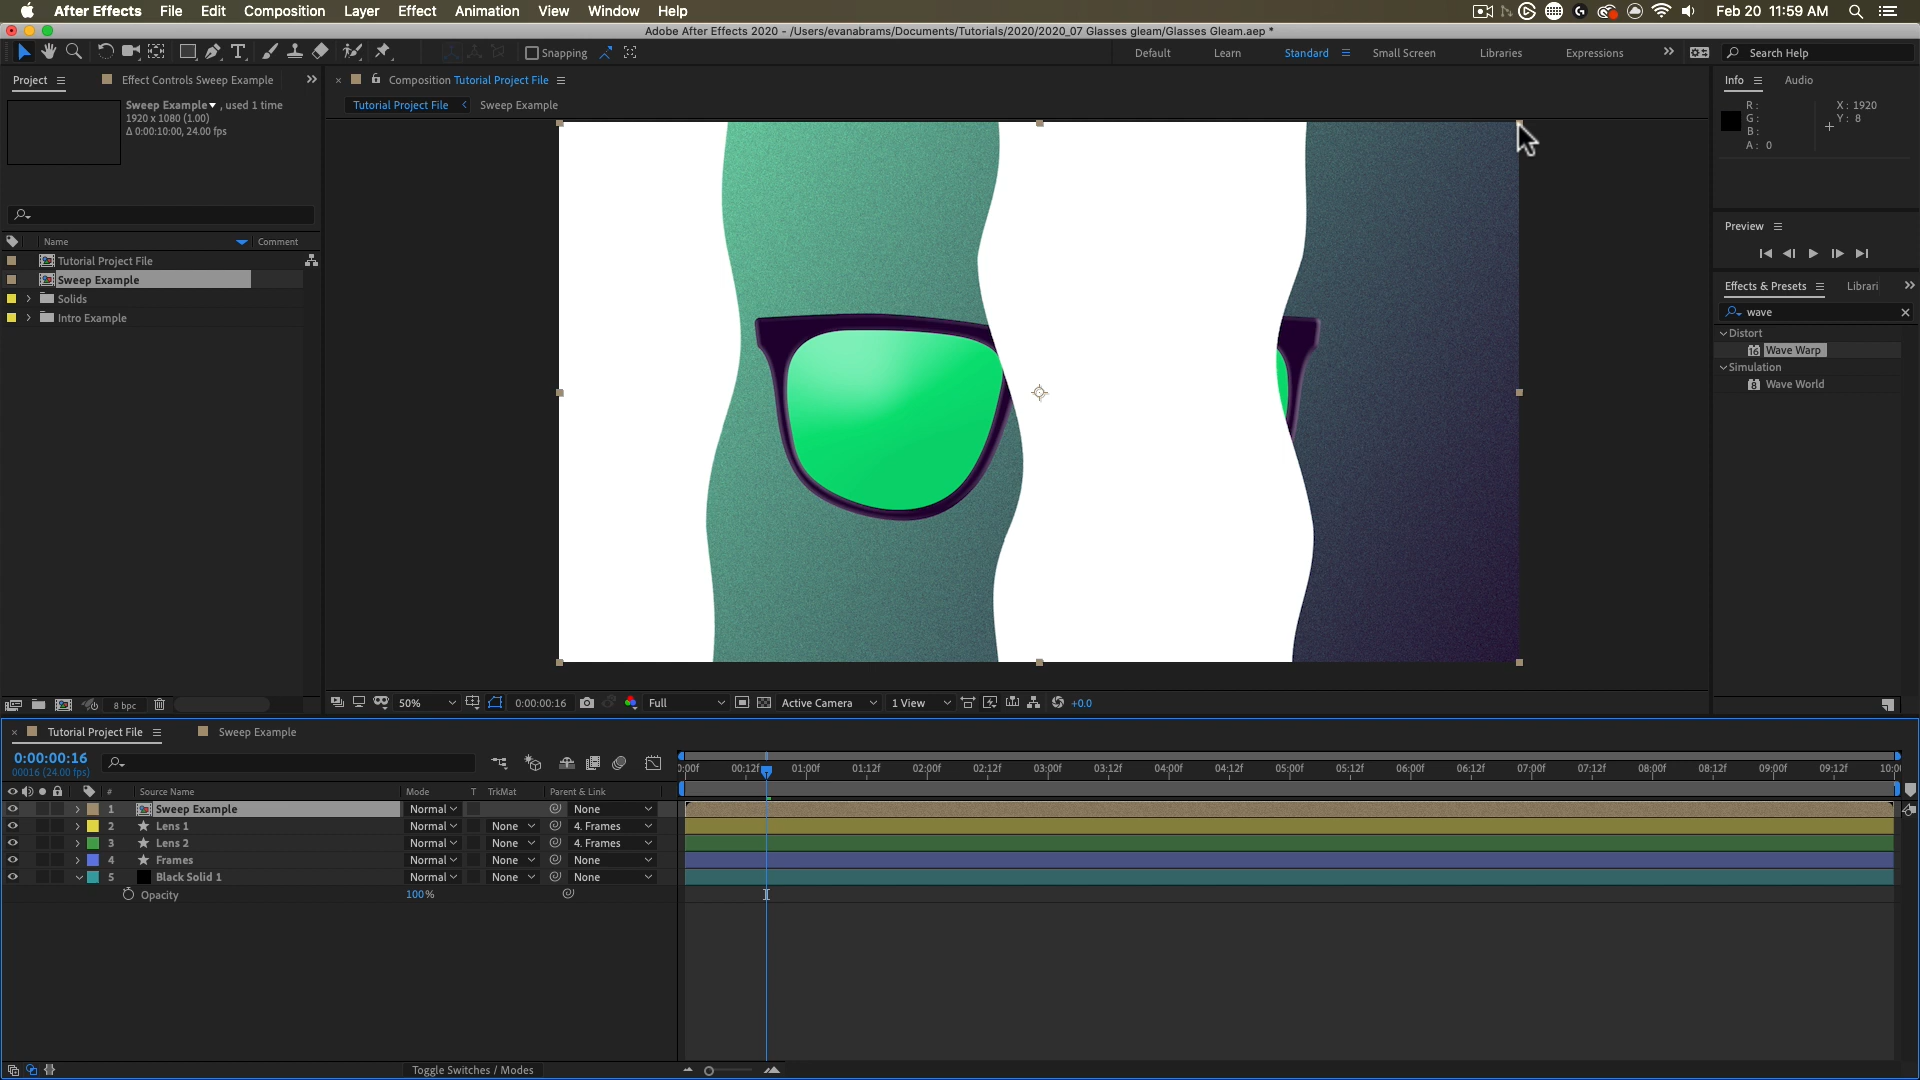 After Effects File Edit Composition Layer Effect Animation View Window Help Feb 20 11:59 AM
Adobe After Effects 2020 - /Users/evanabrams/Documents/Tutorials/2020/2020_07 Glasses gleam/Glasses Gleam.aep *
Snapping Default Learn Standard Small Screen Libraries Expressions Search Help
Project Effect Controls Sweep Example Composition Tutorial Project File Info Audio
Sweep Example , used 1 time
1920 x 1080 (1.00)
Δ 0:00:10:00, 24.00 fps
Tutorial Project File Sweep Example
R: X: 1920
G: Y: 8
B:
A: 0
Preview
Name Comment
Tutorial Project File
Sweep Example
Solids
Intro Example
Effects & Presets Librari
wave
Distort
16 Wave Warp
Simulation
8 Wave World
8 bpc 50% 0:00:00:16 Full Active Camera 1 View +0.0
Tutorial Project File Sweep Example
0:00:00:16
00016 (24.00 fps)
0:00f 00:12f 01:00f 01:12f 02:00f 02:12f 03:00f 03:12f 04:00f 04:12f 05:00f 05:12f 06:00f 06:12f 07:00f 07:12f 08:00f 08:12f 09:00f 09:12f 10:0
# Source Name Mode T TrkMat Parent & Link
1 Sweep Example Normal None
2 Lens 1 Normal None 4. Frames
3 Lens 2 Normal None 4. Frames
4 Frames Normal None None
5 Black Solid 1 Normal None None
Opacity 100%
Toggle Switches / Modes